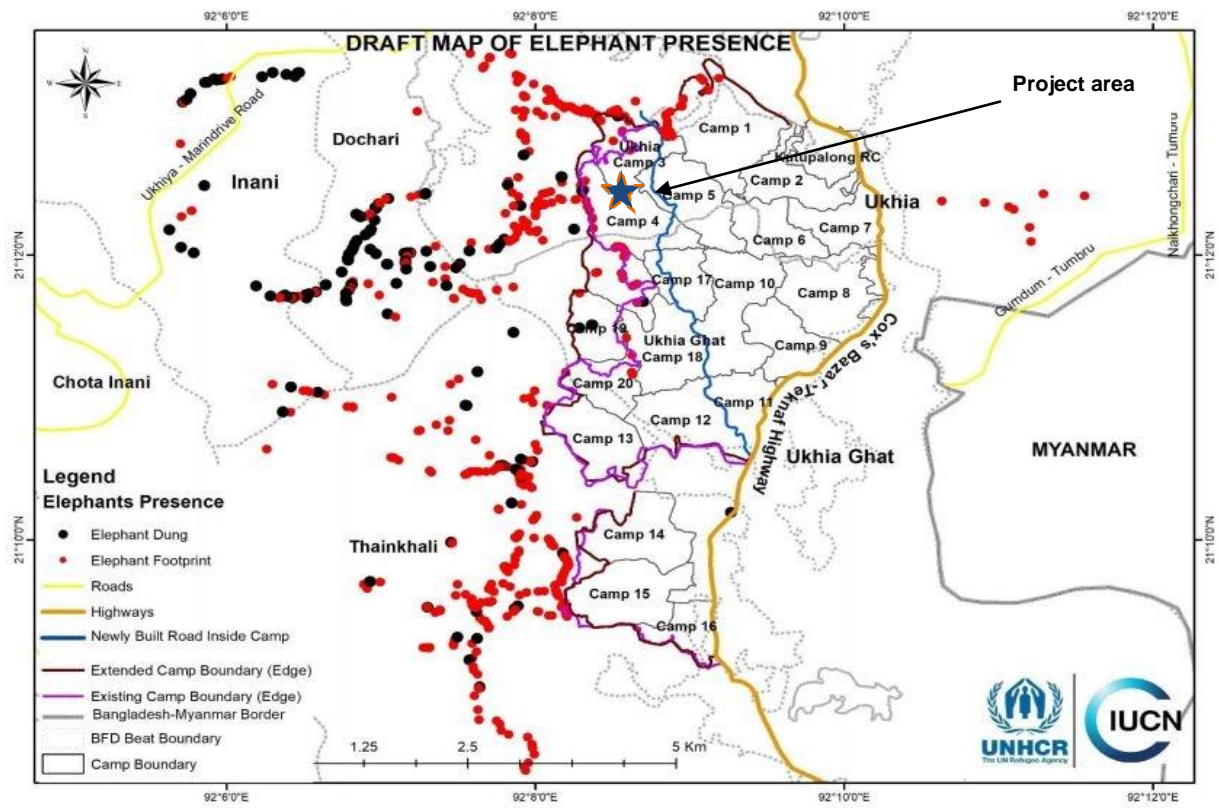 92°6'0"E
92°8'0"E
92°10'0"E
92°12'0"E
DRAFT MAP OF ELEPHANT PRESENCE
Project area
N
W
E
S
Ukhiya - Marindrive Road
Dochari
Inani
Chota Inani
Thainkhali
Camp 1
Ukhia
Camp 3
Kutupalong RC
Camp 2
Camp 5
Ukhia
Camp 4
Camp 7
Camp 6
Camp 17
Camp 10
Camp 8
Camp 19
Ukhia Ghat
Camp 18
Camp 9
Camp 20
Camp 11
Camp 12
Camp 13
Ukhia Ghat
Camp 14
Camp 15
Camp 16
Cox's Bazar-Teknaf Highway
Naikhongchari - Tumbru
Gumdum - Tumbru
MYANMAR
21°12'0"N
21°12'0"N
21°10'0"N
21°10'0"N
Legend
Elephants Presence
Elephant Dung
Elephant Footprint
Roads
Highways
Newly Built Road Inside Camp
Extended Camp Boundary (Edge)
Existing Camp Boundary (Edge)
Bangladesh-Myanmar Border
BFD Beat Boundary
Camp Boundary
1.25
2.5
5 Km
UNHCR
The UN Refugee Agency
IUCN
92°6'0"E
92°8'0"E
92°10'0"E
92°12'0"E